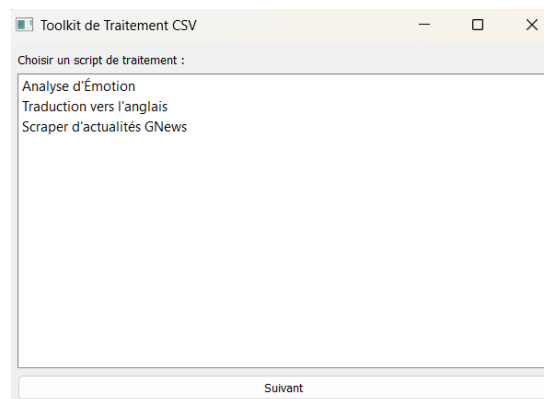 Toolkit de Traitement CSV
Choisir un script de traitement :
Analyse d'Émotion
Traduction vers l'anglais
Scraper d'actualités GNews
Suivant